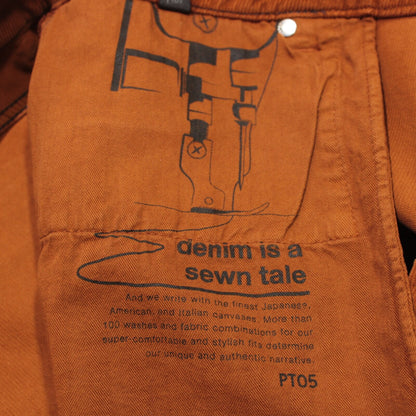 denim is a
sewn tale
And we write with the finest Japanese,
American, and Italian canvases. More than
100 washes and fabric combinations for our
super-comfortable and stylish fits determine
our unique and authentic narrative.
PT05